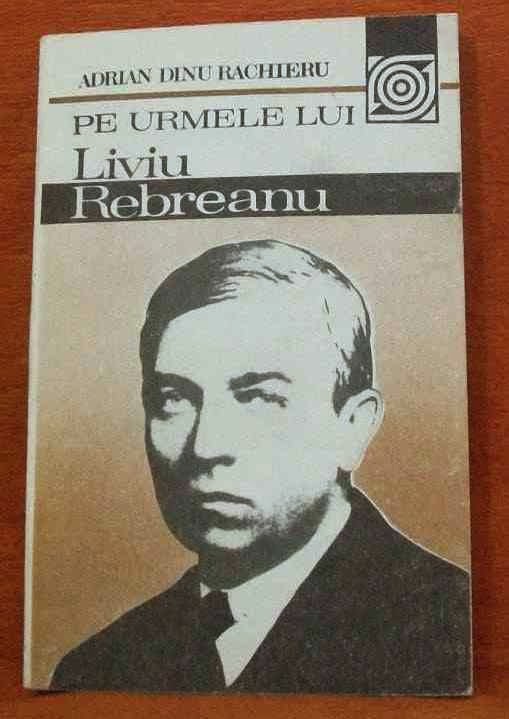 ADRIAN DINU RACHIERU
PE URMELE LUI
Liviu
Rebreanu